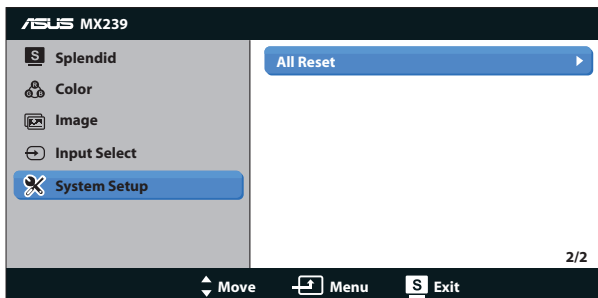 ASUS MX239
S Splendid
Color
Image
Input Select
System Setup
All Reset
2/2
Move Menu S Exit